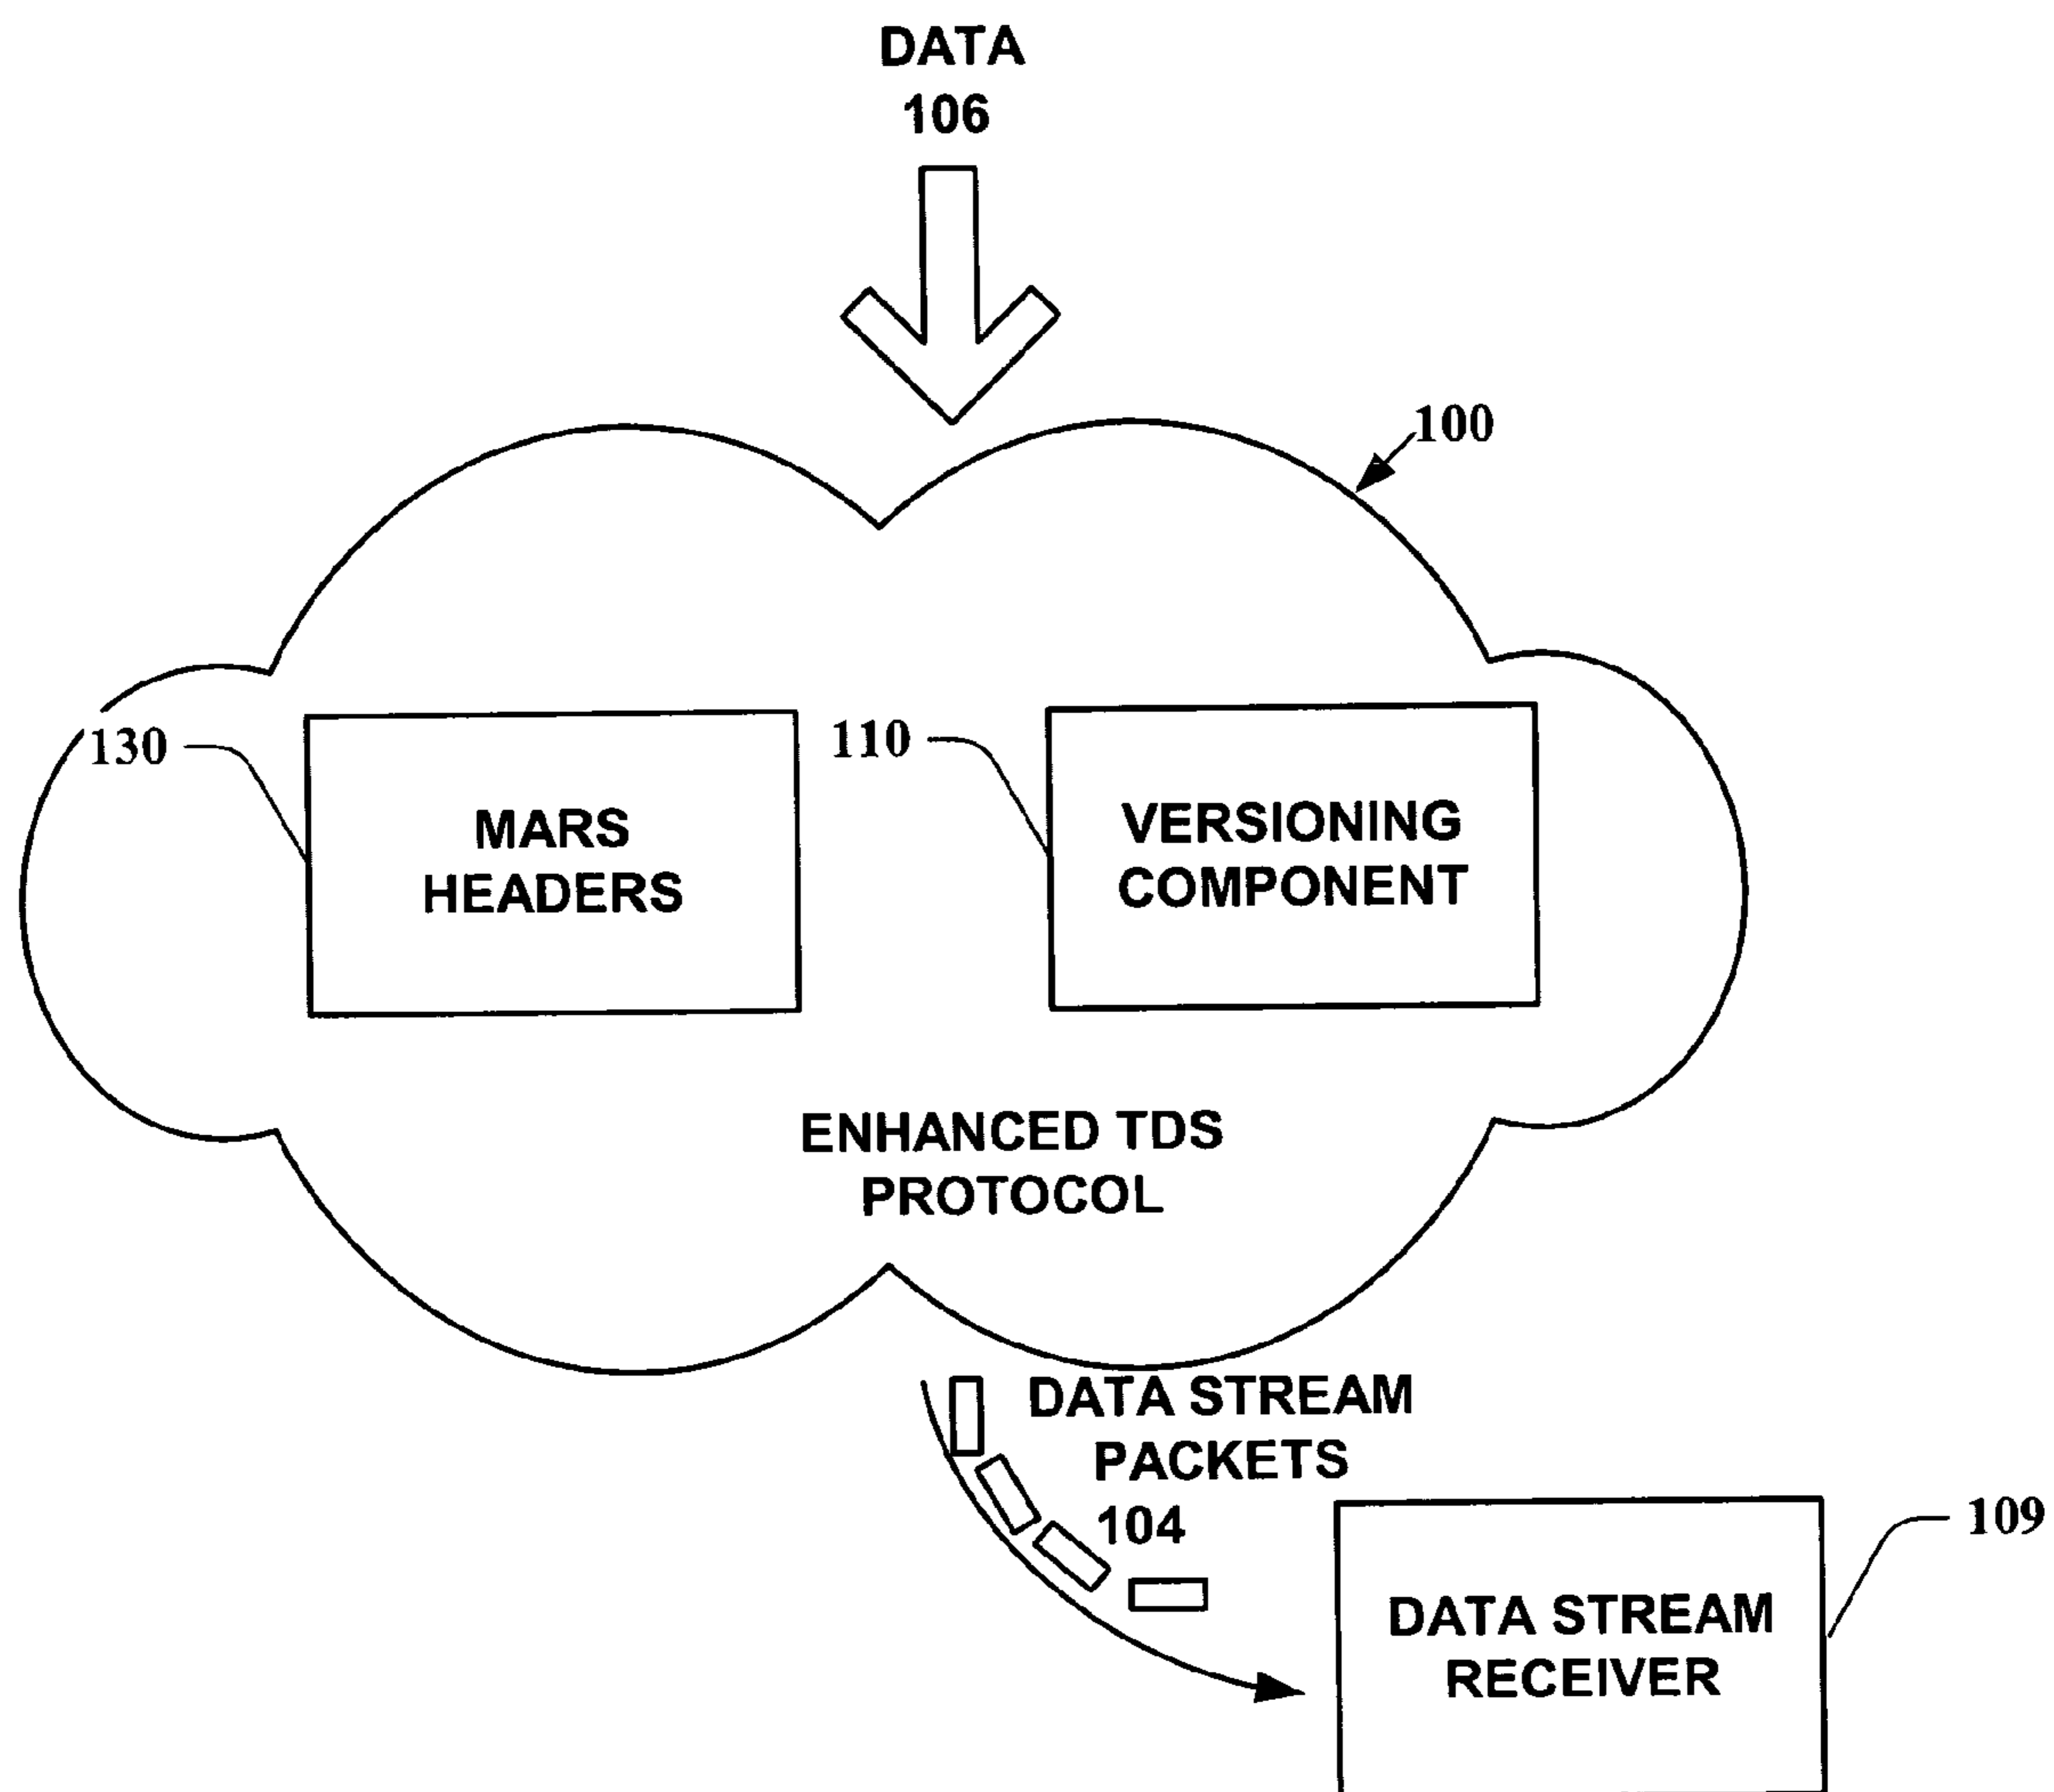 DATA
106
100
130
110
MARS
HEADERS
VERSIONING
COMPONENT
ENHANCED TDS
PROTOCOL
DATA STREAM
PACKETS
104
109
DATA STREAM
RECEIVER